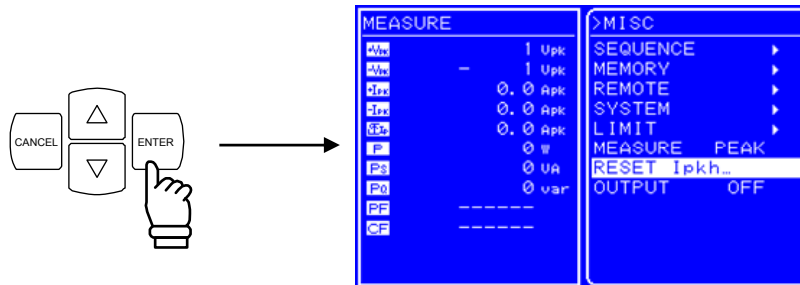 CANCEL
ENTER
MEASURE
+VPK 1 Vpk
-VPK - 1 Vpk
+IPK 0.0 Apk
-IPK 0.0 Apk
0.0 Apk
P 0 W
PS 0 VA
PQ 0 var
PF ------
CF ------
>MISC
SEQUENCE
MEMORY
REMOTE
SYSTEM
LIMIT
MEASURE PEAK
RESET Ipkh…
OUTPUT OFF